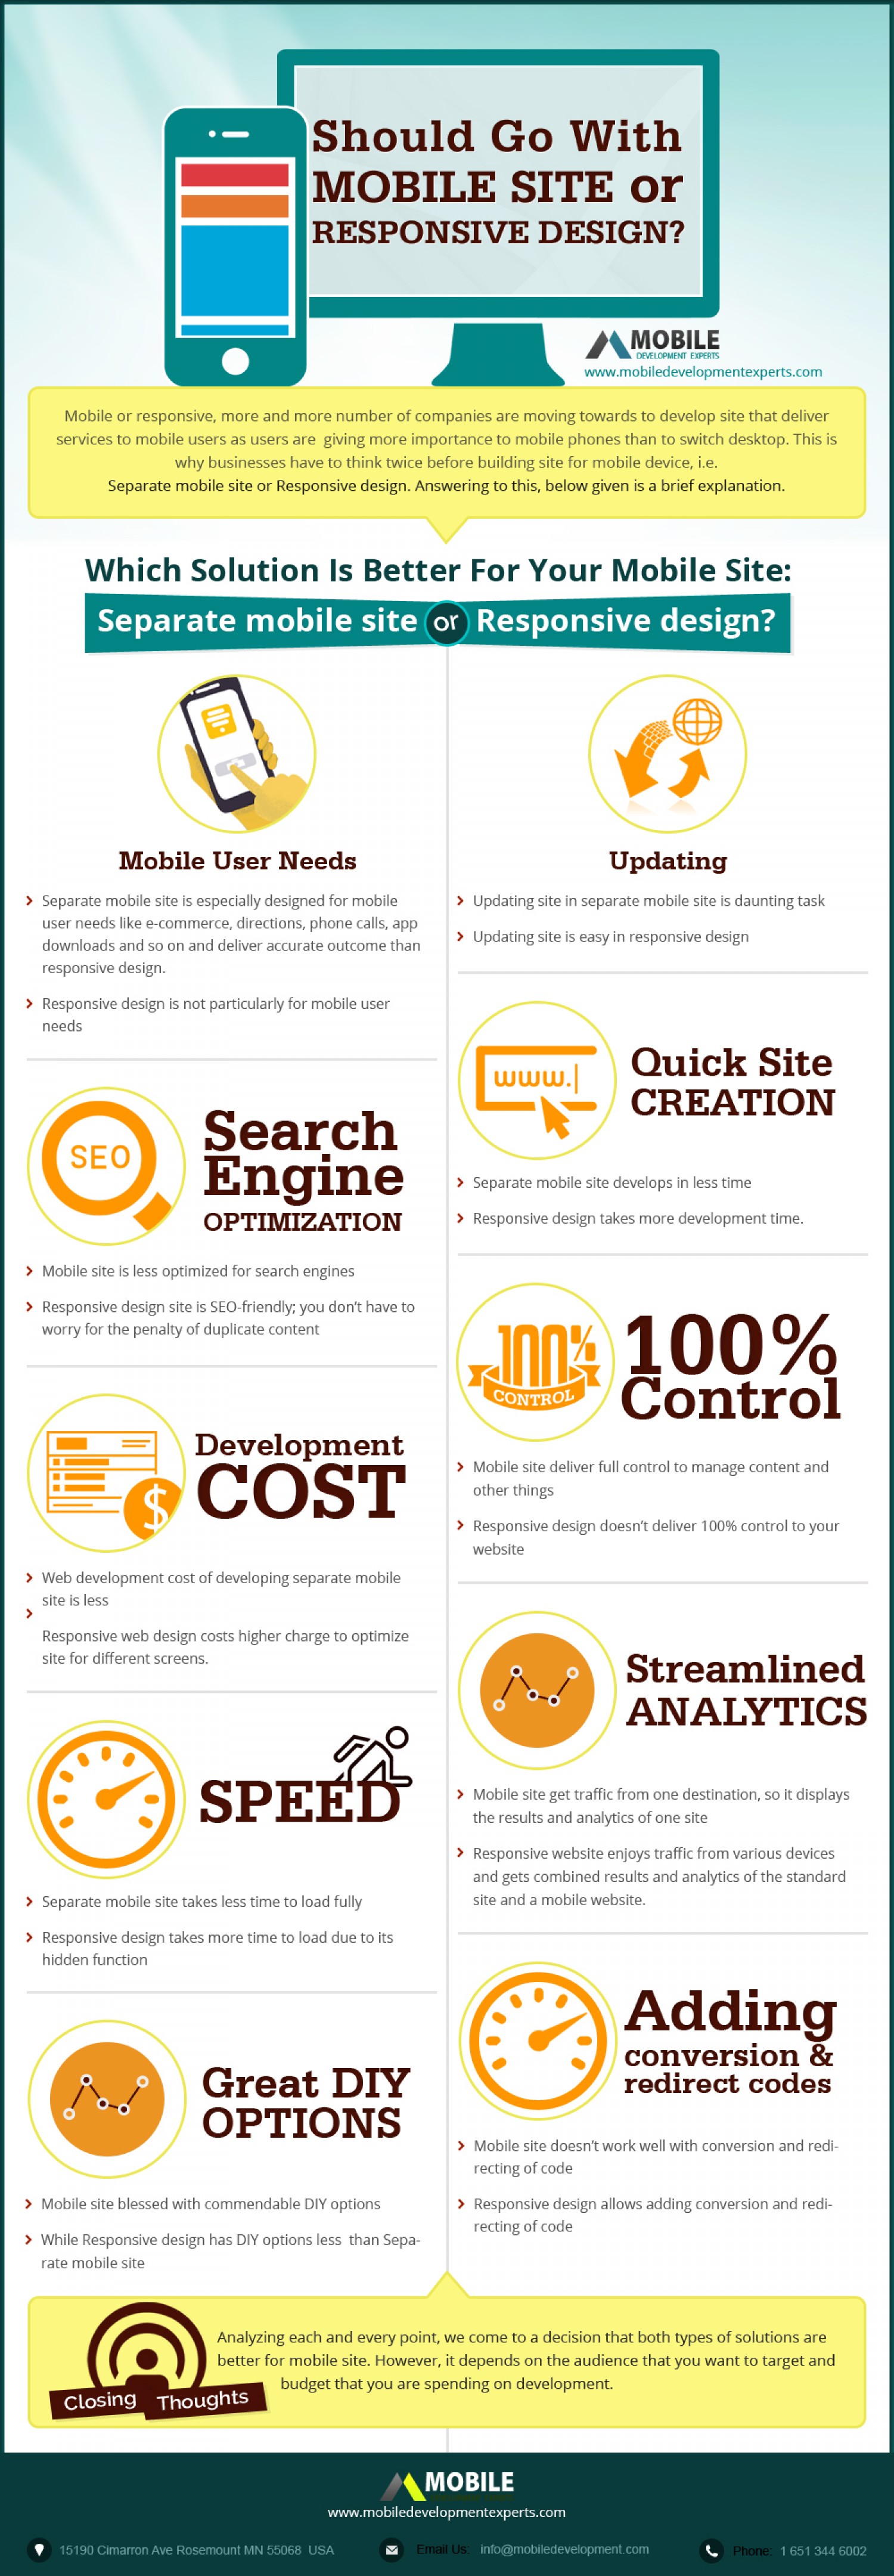 Should Go With
MOBILE SITE or
RESPONSIVE DESIGN?
MOBILE
DEVELOPMENT EXPERTS
www.mobiledevelopmentexperts.com
Mobile or responsive, more and more number of companies are moving towards to develop site that deliver
services to mobile users as users are giving more importance to mobile phones than to switch desktop. This is
why businesses have to think twice before building site for mobile device, i.e.
Separate mobile site or Responsive design. Answering to this, below given is a brief explanation.
Which Solution Is Better For Your Mobile Site:
Separate mobile site or Responsive design?
Mobile User Needs
Separate mobile site is especially designed for mobile
user needs like e-commerce, directions, phone calls, app
downloads and so on and deliver accurate outcome than
responsive design.
Responsive design is not particularly for mobile user
needs
SEO
Search
Engine
OPTIMIZATION
Mobile site is less optimized for search engines
Responsive design site is SEO-friendly; you don't have to
worry for the penalty of duplicate content
$
Development
COST
Web development cost of developing separate mobile
site is less
Responsive web design costs higher charge to optimize
site for different screens.
SPEED
Separate mobile site takes less time to load fully
Responsive design takes more time to load due to its
hidden function
Great DIY
OPTIONS
Mobile site blessed with commendable DIY options
While Responsive design has DIY options less than Sepa-
rate mobile site
Updating
Updating site in separate mobile site is daunting task
Updating site is easy in responsive design
www.
Quick Site
CREATION
Separate mobile site develops in less time
Responsive design takes more development time.
100%
CONTROL
100%
Control
Mobile site deliver full control to manage content and
other things
Responsive design doesn't deliver 100% control to your
website
Streamlined
ANALYTICS
Mobile site get traffic from one destination, so it displays
the results and analytics of one site
Responsive website enjoys traffic from various devices
and gets combined results and analytics of the standard
site and a mobile website.
Adding
conversion &
redirect codes
Mobile site doesn't work well with conversion and redi-
recting of code
Responsive design allows adding conversion and redi-
recting of code
Closing Thoughts
Analyzing each and every point, we come to a decision that both types of solutions are
better for mobile site. However, it depends on the audience that you want to target and
budget that you are spending on development.
MOBILE
www.mobiledevelopmentexperts.com
15190 Cimarron Ave Rosemount MN 55068 USA
Email Us: info@mobiledevelopment.com
Phone: 1 651 344 6002